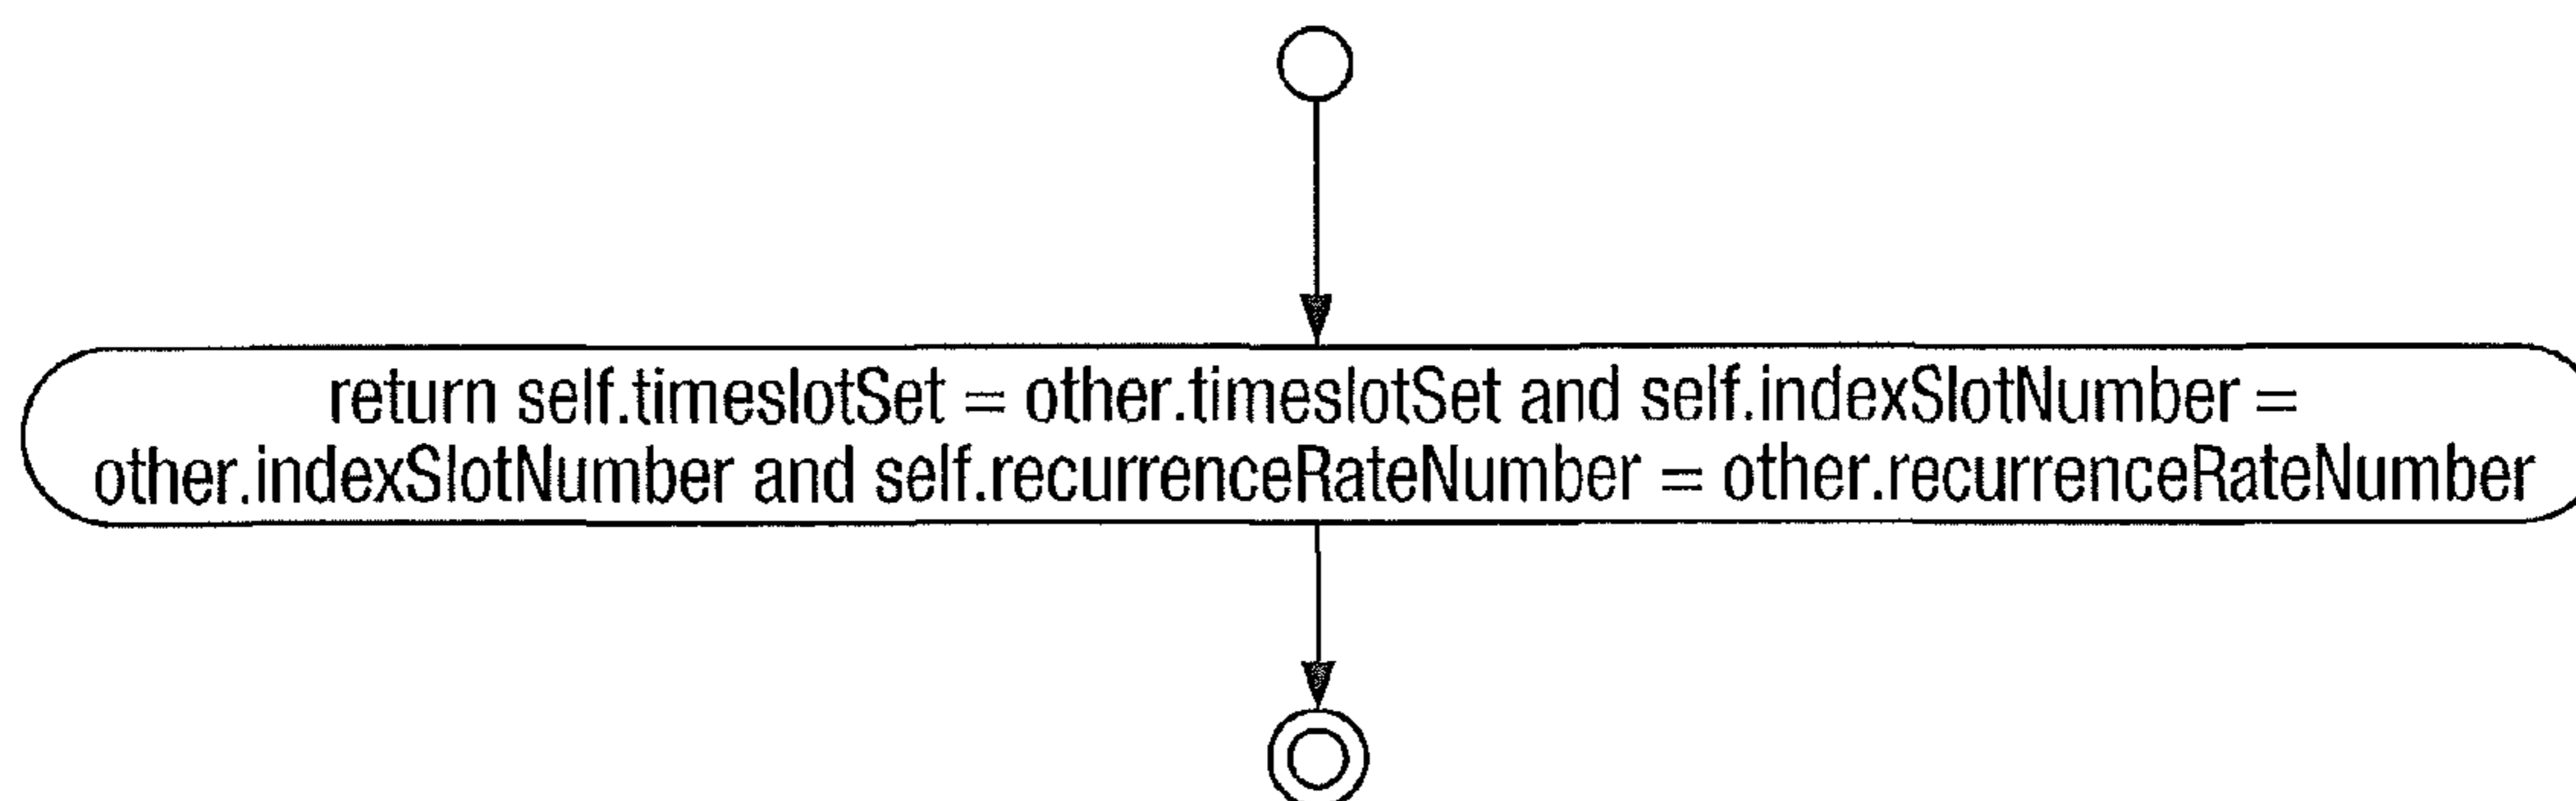 return self.timeslotSet = other.timeslotSet and self.indexSlotNumber =
other.indexSlotNumber and self.recurrenceRateNumber = other.recurrenceRateNumber